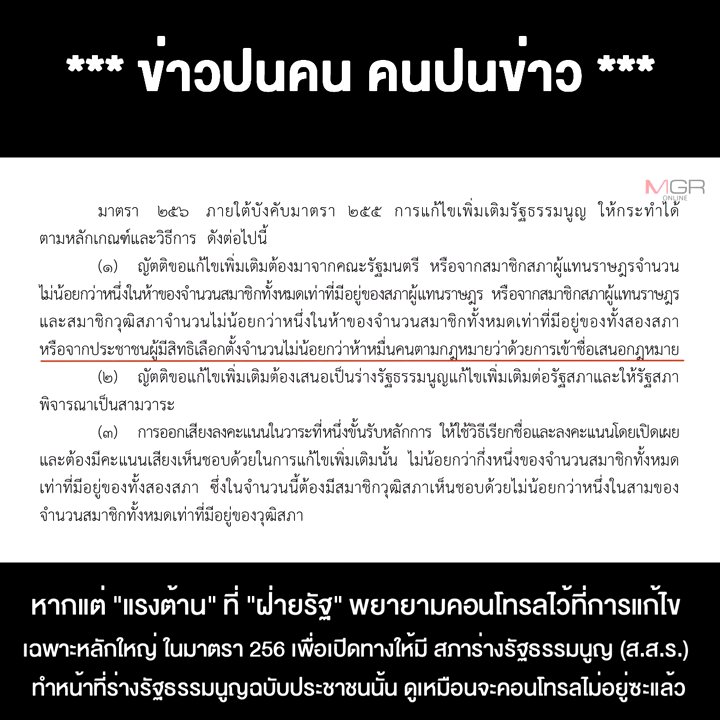 *** ข่าวปนคน คนปนข่าว ***
MGR
ONLINE
มาตรา ๒๕๖ ภายใต้บังคับมาตรา ๒๕๕ การแก้ไขเพิ่มเติมรัฐธรรมนูญ ให้กระทำได้
ตามหลักเกณฑ์และวิธีการ ดังต่อไปนี้
(๑) ญัตติขอแก้ไขเพิ่มเติมต้องมาจากคณะรัฐมนตรี หรือจากสมาชิกสภาผู้แทนราษฎรจำนวน
ไม่น้อยกว่าหนึ่งในห้าของจำนวนสมาชิกทั้งหมดเท่าที่มีอยู่ของสภาผู้แทนราษฎร หรือจากสมาชิกสภาผู้แทนราษฎร
และสมาชิกวุฒิสภาจำนวนไม่น้อยกว่าหนึ่งในห้าของจำนวนสมาชิกทั้งหมดเท่าที่มีอยู่ของทั้งสองสภา
หรือจากประชาชนผู้มีสิทธิเลือกตั้งจำนวนไม่น้อยกว่าห้าหมื่นคนตามกฎหมายว่าด้วยการเข้าชื่อเสนอกฎหมาย
(๒) ญัตติขอแก้ไขเพิ่มเติมต้องเสนอเป็นร่างรัฐธรรมนูญแก้ไขเพิ่มเติมต่อรัฐสภาและให้รัฐสภา
พิจารณาเป็นสามวาระ
(๓) การออกเสียงลงคะแนนในวาระที่หนึ่งขั้นรับหลักการ ให้ใช้วิธีเรียกชื่อและลงคะแนนโดยเปิดเผย
และต้องมีคะแนนเสียงเห็นชอบด้วยในการแก้ไขเพิ่มเติมนั้น ไม่น้อยกว่ากึ่งหนึ่งของจำนวนสมาชิกทั้งหมด
เท่าที่มีอยู่ของทั้งสองสภา ซึ่งในจำนวนนี้ต้องมีสมาชิกวุฒิสภาเห็นชอบด้วยไม่น้อยกว่าหนึ่งในสามของ
จำนวนสมาชิกทั้งหมดเท่าที่มีอยู่ของวุฒิสภา
หากแต่ "แรงต้าน" ที่ "ฝ่ายรัฐ" พยายามคอนโทรลไว้ที่การแก้ไข
เฉพาะหลักใหญ่ ในมาตรา 256 เพื่อเปิดทางให้มี สภาร่างรัฐธรรมนูญ (ส.ส.ร.)
ทำหน้าที่ร่างรัฐธรรมนูญฉบับประชาชนนั้น ดูเหมือนจะคอนโทรลไม่อยู่ซะแล้ว